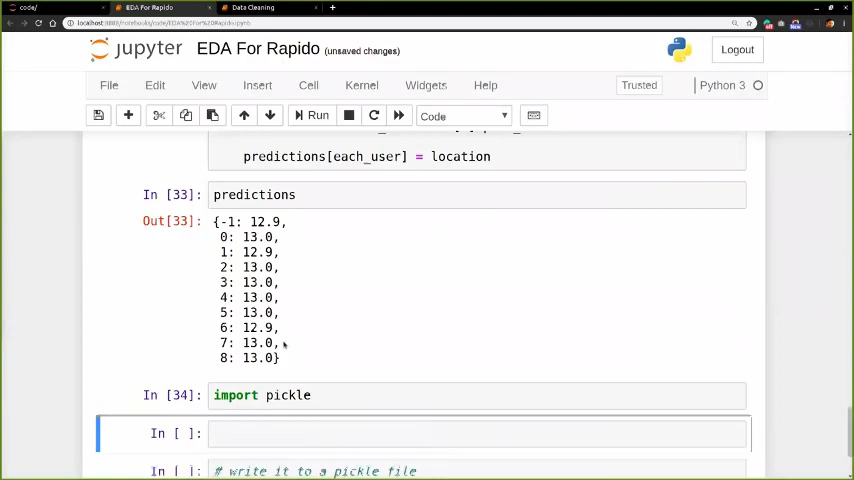 code/
EDA For Rapido
Data Cleaning
localhost:8888/notebooks/code/EDA%20For%20Rapido.ipynb
jupyter EDA For Rapido (unsaved changes)
Logout
File Edit View Insert Cell Kernel Widgets Help
Trusted
Python 3
Run
Code
predictions[each_user] = location
In [33]: predictions
Out[33]: {-1: 12.9,
0: 13.0,
1: 12.9,
2: 13.0,
3: 13.0,
4: 13.0,
5: 13.0,
6: 12.9,
7: 13.0,
8: 13.0}
In [34]: import pickle
In [ ]:
In [ ]: # write it to a pickle file